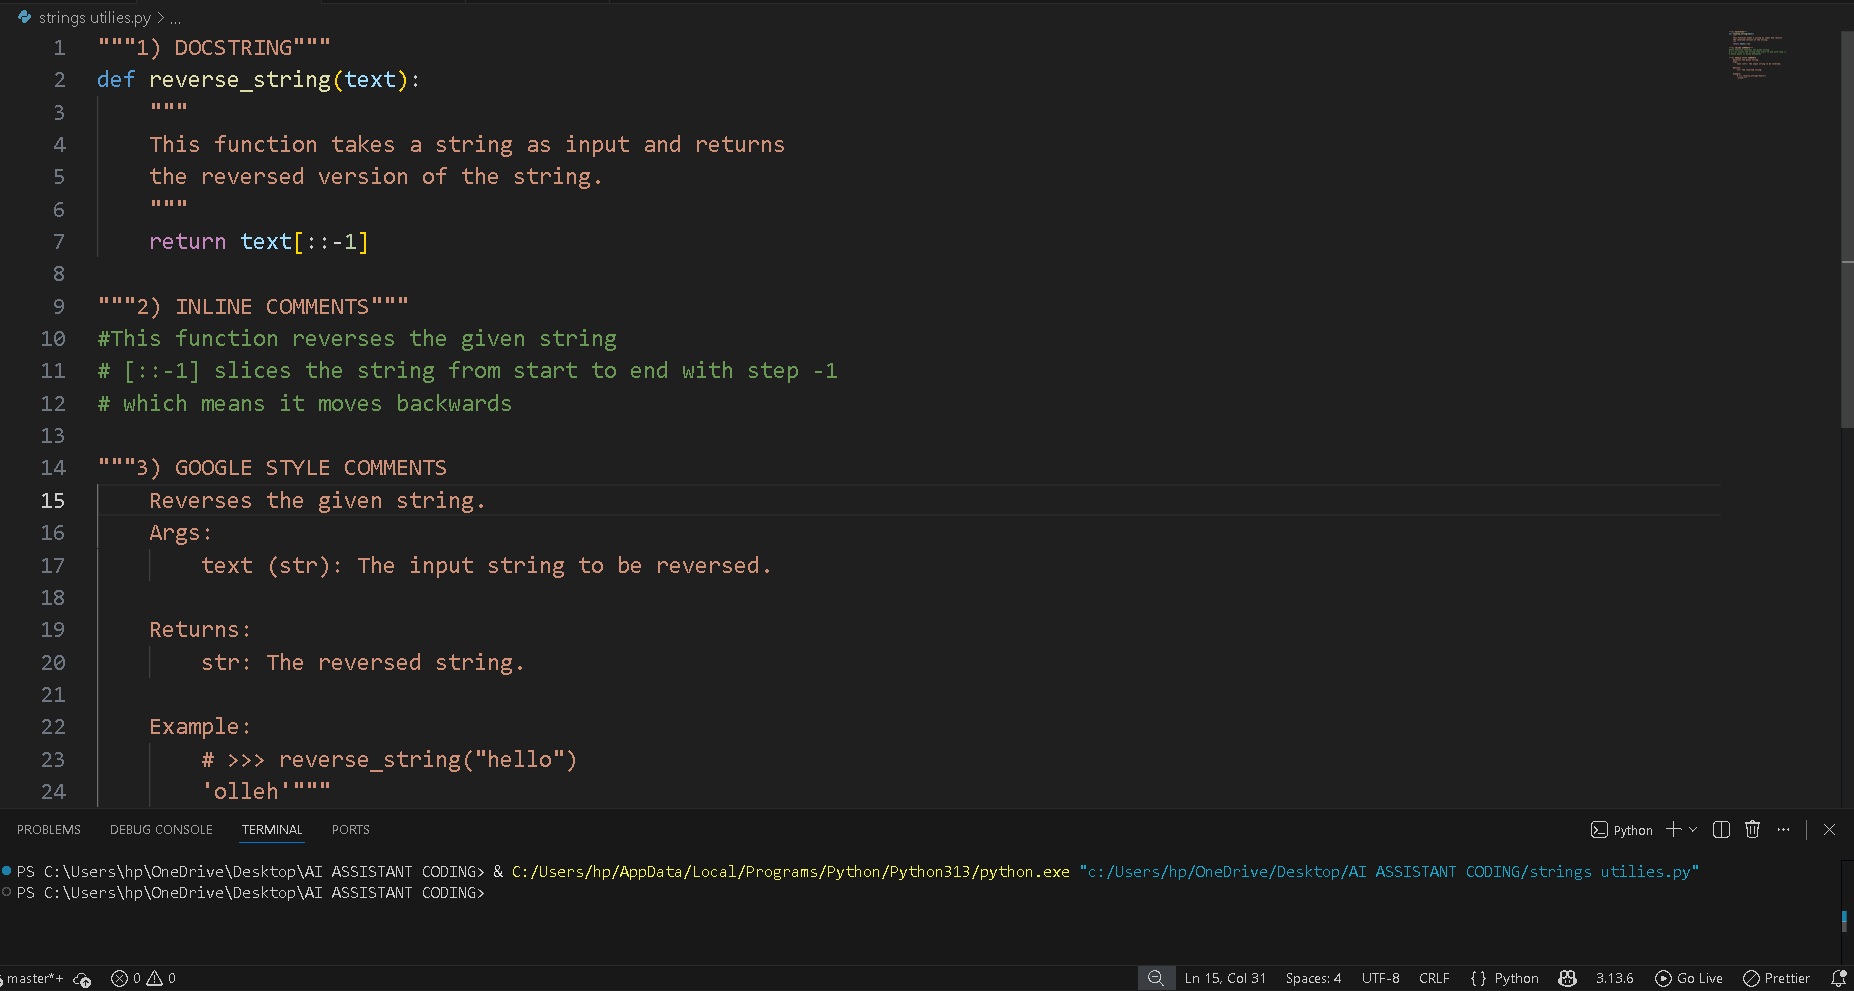 strings utilies.py > ...
1 """1) DOCSTRING"""
2 def reverse_string(text):
3     """
4     This function takes a string as input and returns
5     the reversed version of the string.
6     """
7     return text[::-1]
8
9 """2) INLINE COMMENTS"""
10 #This function reverses the given string
11 # [::-1] slices the string from start to end with step -1
12 # which means it moves backwards
13
14 """3) GOOGLE STYLE COMMENTS
15     Reverses the given string.
16     Args:
17         text (str): The input string to be reversed.
18
19     Returns:
20         str: The reversed string.
21
22     Example:
23         # >>> reverse_string("hello")
24         'olleh'"""
PROBLEMS DEBUG CONSOLE TERMINAL PORTS Python
PS C:\Users\hp\OneDrive\Desktop\AI ASSISTANT CODING> & C:/Users/hp/AppData/Local/Programs/Python/Python313/python.exe "c:/Users/hp/OneDrive/Desktop/AI ASSISTANT CODING/strings utilies.py"
PS C:\Users\hp\OneDrive\Desktop\AI ASSISTANT CODING>
master*+ 0 0 Ln 15, Col 31 Spaces: 4 UTF-8 CRLF {} Python 3.13.6 Go Live Prettier